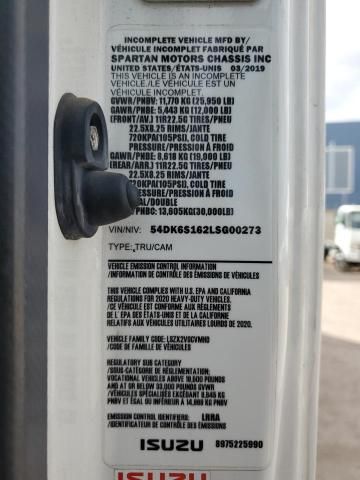 INCOMPLETE VEHICLE MFD BY/
VÉHICULE INCOMPLET FABRIQUÉ PAR
SPARTAN MOTORS CHASSIS INC
UNITED STATES/ÉTATS-UNIS 03/2019
THIS VEHICLE IS AN INCOMPLETE
VEHICLE/CE VÉHICULE EST UN
VÉHICULE INCOMPLET
GVWR/PNBV: 11,770 KG (25,950 LB)
GAWR/PNBE: 5,443 KG (12,000 LB)
(FRONT/AV.) 11R22.5G TIRES/PNEU
22.5X8.25 RIMS/JANTE
720KPA(105PSI), COLD TIRE
PRESSURE/PRESSION À FROID
GAWR/PNBE: 8,618 KG (19,000 LB)
(REAR/ARR.) 11R22.5G TIRES/PNEU
22.5X8.25 RIMS/JANTE
720KPA(105PSI), COLD TIRE
PRESSURE/PRESSION À FROID
/DOUBLE
/PNBC: 13,605KG(30,000LB)
VIN/NIV: 54DK6S162LSG00273
TYPE: TRU/CAM
VEHICLE EMISSION CONTROL INFORMATION
/INFORMATION DE CONTRÔLE DES ÉMISSIONS DE VÉHICULES
THIS VEHICLE COMPLIES WITH U.S. EPA AND CALIFORNIA
REGULATIONS FOR 2020 HEAVY-DUTY VEHICLES.
/CE VÉHICULE EST CONFORME AUX RÈGLEMENTS
DE L'ÉPA DES ÉTATS-UNIS ET DE LA CALIFORNIE
RELATIFS AUX VÉHICULES UTILITAIRES LOURDS DE 2020.
VEHICLE FAMILY CODE:
/CODE DE FAMILLE DE VÉHICULES
REGULATORY SUB CATEGORY
/SOUS-CATÉGORIE DE RÉGLEMENTATION:
VOCATIONAL VEHICLES ABOVE 19,500 POUNDS
AND AT OR BELOW 33,000 POUNDS GVWR
/VÉHICULES SPÉCIALISÉS EXCÉDANT 8,845 KG
PNBV ET ÉGAL OU INFÉRIEUR À 14,969 KG PNBV
EMISSION CONTROL IDENTIFIERS: LRRA
/IDENTIFICATEUR DE CONTRÔLE DES ÉMISSIONS
ISUZU 8975225990
ISUZU